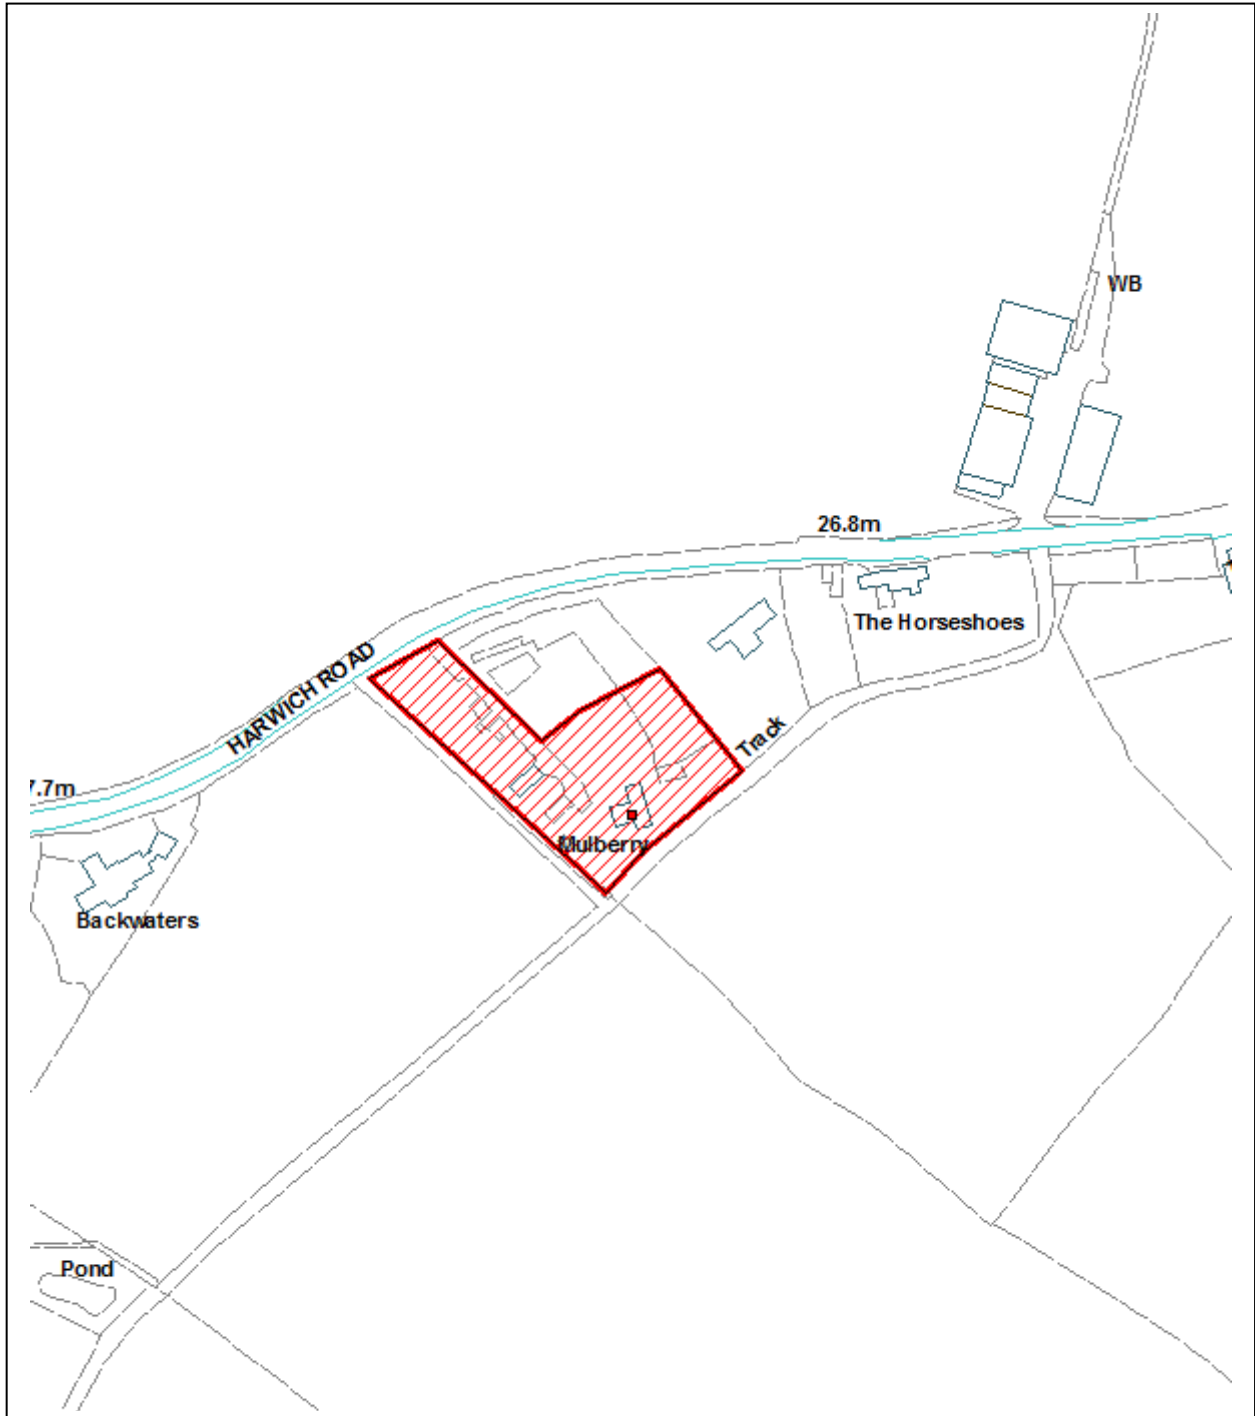 WB
26.8m
The Horseshoes
HARWICH ROAD
Track
7.7m
Mulberry
Backwaters
Pond